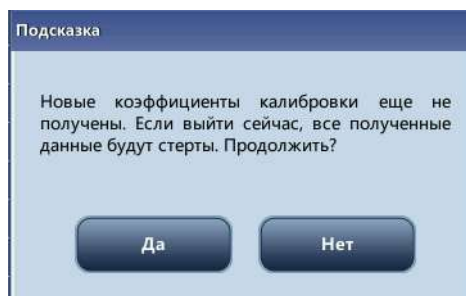 Подсказка
Новые коэффициенты калибровки еще не
получены. Если выйти сейчас, все полученные
данные будут стерты. Продолжить?
Да
Нет